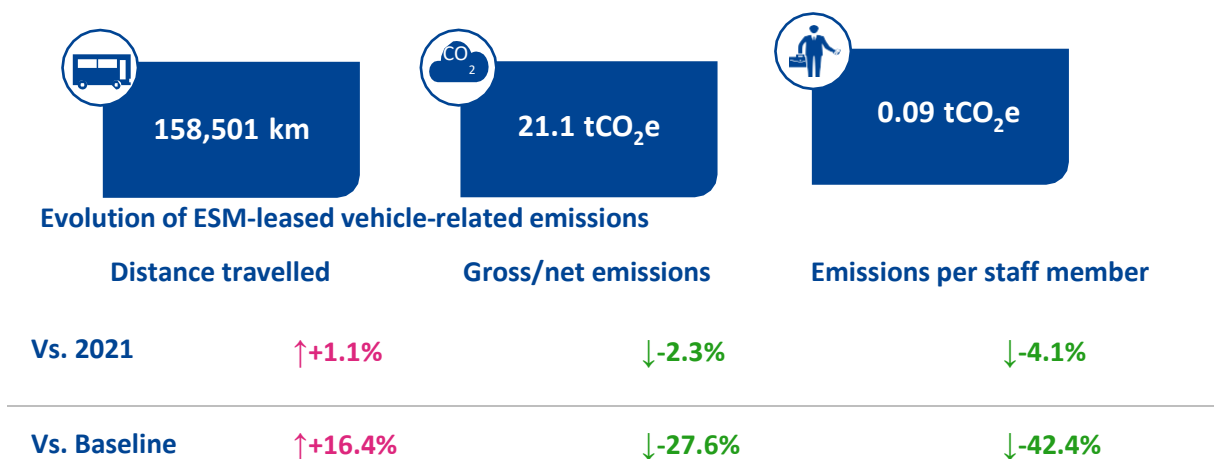 CO
2
158,501 km
21.1 tCO₂e
0.09 tCO₂e
Evolution of ESM-leased vehicle-related emissions
Distance travelled Gross/net emissions Emissions per staff member
Vs. 2021 ↑+1.1% ↓-2.3% ↓-4.1%
Vs. Baseline ↑+16.4% ↓-27.6% ↓-42.4%